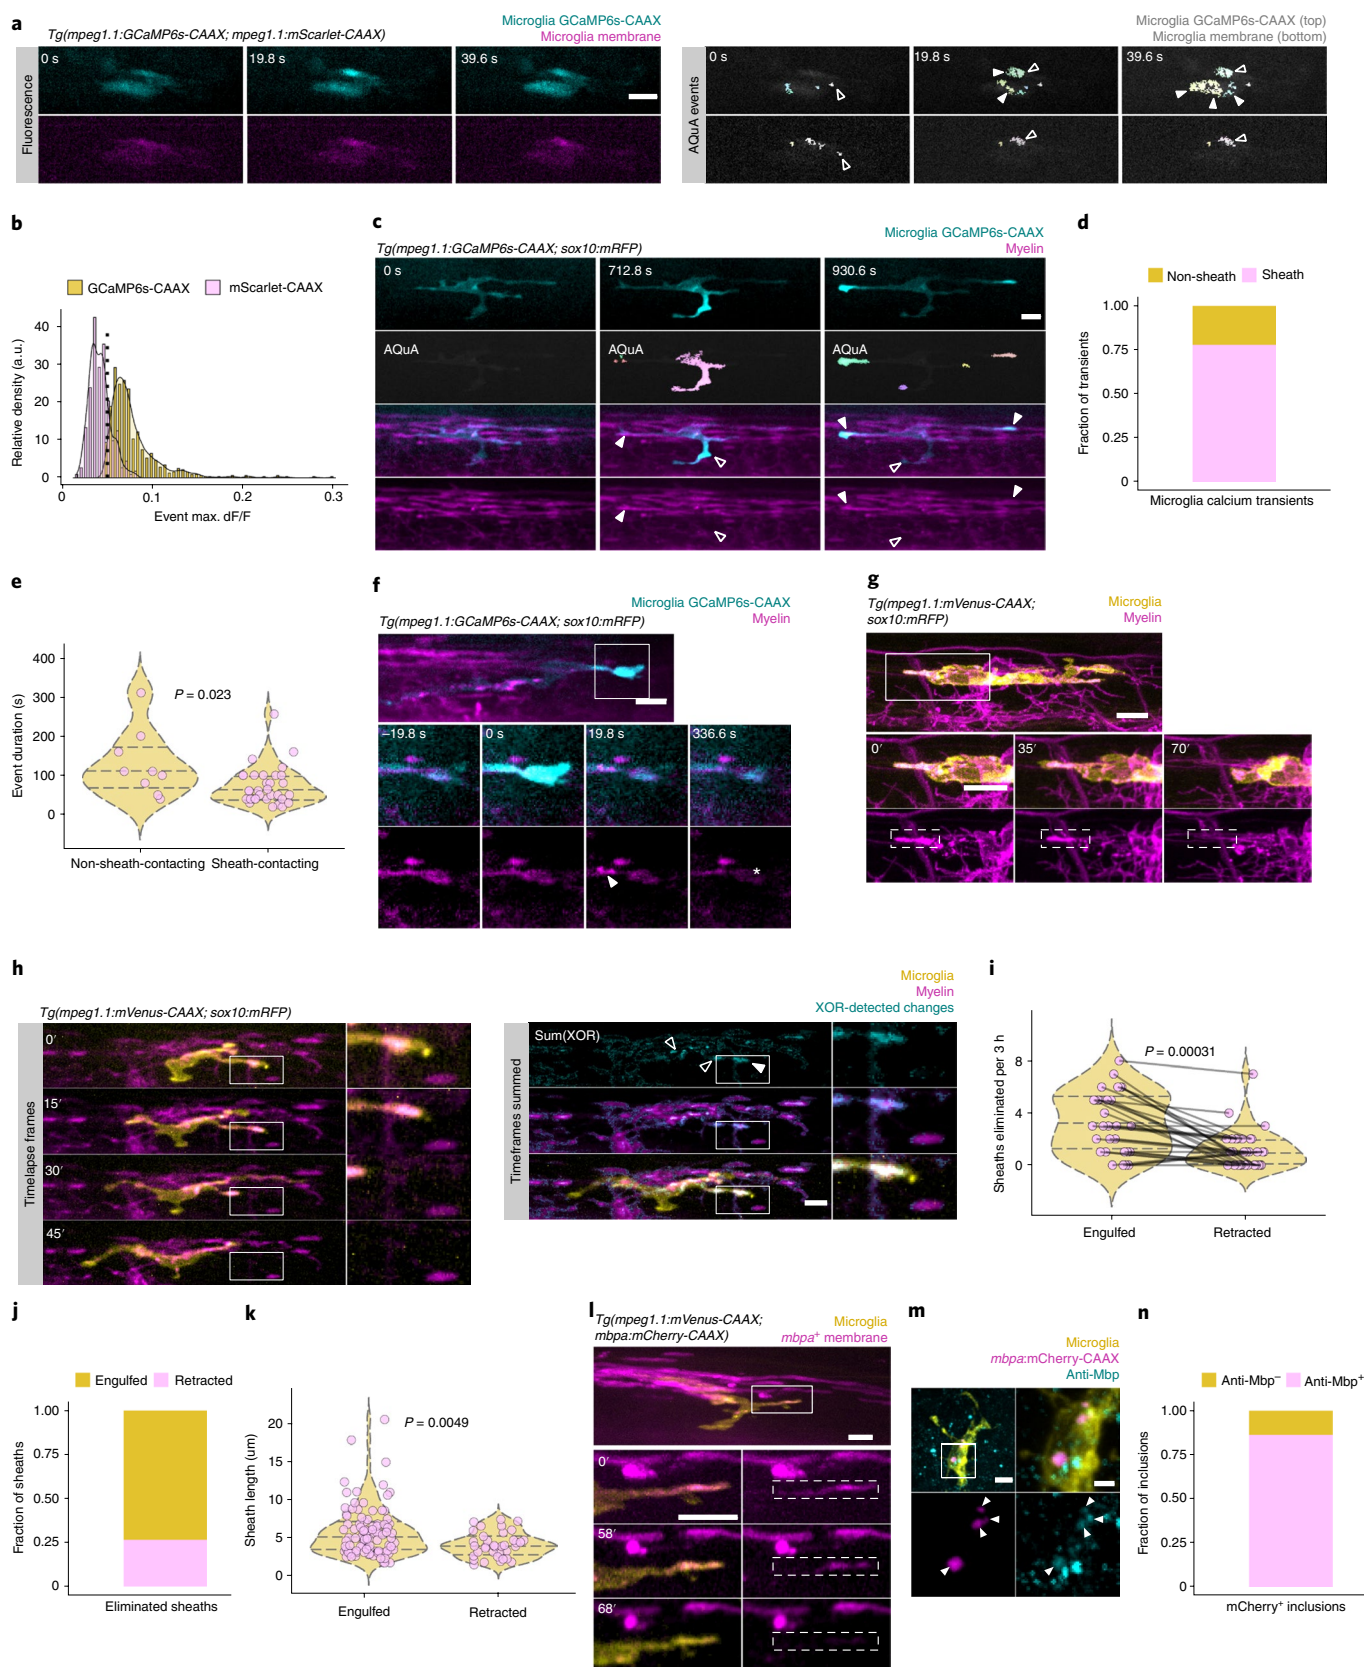 a
Tg(mpeg1.1:GCaMP6s-CAAX; mpeg1.1:mScarlet-CAAX)
Microglia GCaMP6s-CAAX
Microglia membrane
Fluorescence
0 s
19.8 s
39.6 s
Microglia GCaMP6s-CAAX (top)
Microglia membrane (bottom)
AQuA events
0 s
19.8 s
39.6 s
b
GCaMP6s-CAAX
mScarlet-CAAX
Relative density (a.u.)
40
30
20
10
0
0
0.1
0.2
0.3
Event max. dF/F
c
Tg(mpeg1.1:GCaMP6s-CAAX; sox10:mRFP)
Microglia GCaMP6s-CAAX
Myelin
0 s
712.8 s
930.6 s
AQuA
AQuA
AQuA
d
Non-sheath
Sheath
Fraction of transients
1.00
0.75
0.50
0.25
0
Microglia calcium transients
e
Event duration (s)
400
300
200
100
0
P = 0.023
Non-sheath-contacting
Sheath-contacting
f
Microglia GCaMP6s-CAAX
Tg(mpeg1.1:GCaMP6s-CAAX; sox10:mRFP)
Myelin
–19.8 s
0 s
19.8 s
336.6 s
*
g
Tg(mpeg1.1:mVenus-CAAX;
sox10:mRFP)
Microglia
Myelin
0′
35′
70′
h
Tg(mpeg1.1:mVenus-CAAX; sox10:mRFP)
Timelapse frames
0′
15′
30′
45′
Microglia
Myelin
XOR-detected changes
Timeframes summed
Sum(XOR)
i
Sheaths eliminated per 3 h
8
4
0
P = 0.00031
Engulfed
Retracted
j
Engulfed
Retracted
Fraction of sheaths
1.00
0.75
0.50
0.25
0
Eliminated sheaths
k
Sheath length (um)
20
15
10
5
0
P = 0.0049
Engulfed
Retracted
l
Tg(mpeg1.1:mVenus-CAAX;
mbpa:mCherry-CAAX)
Microglia
mbpa⁺ membrane
0′
58′
68′
m
Microglia
mbpa:mCherry-CAAX
Anti-Mbp
n
Anti-Mbp⁻
Anti-Mbp⁺
Fraction of inclusions
1.00
0.75
0.50
0.25
0
mCherry⁺ inclusions